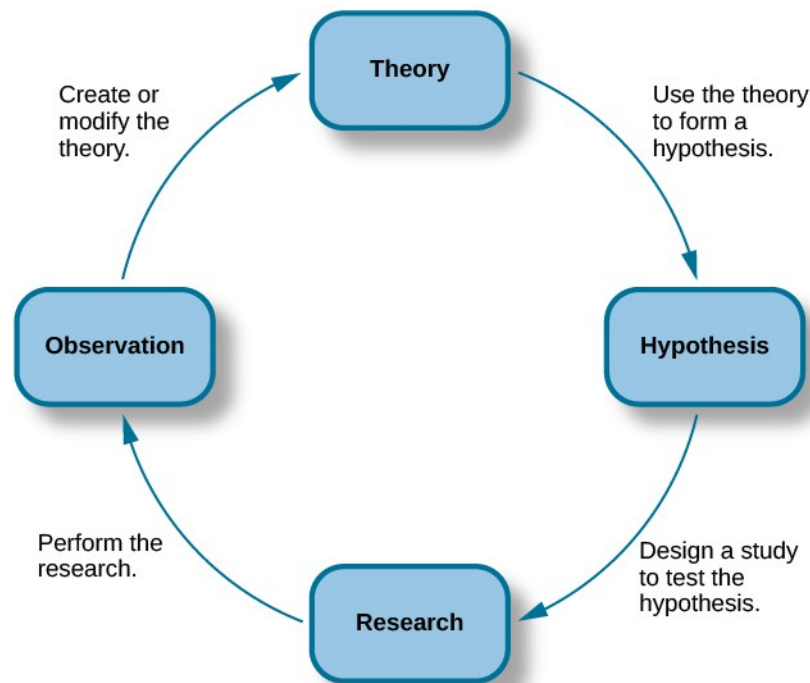 Theory
Use the theory
to form a
hypothesis.
Hypothesis
Design a study
to test the
hypothesis.
Research
Perform the
research.
Observation
Create or
modify the
theory.